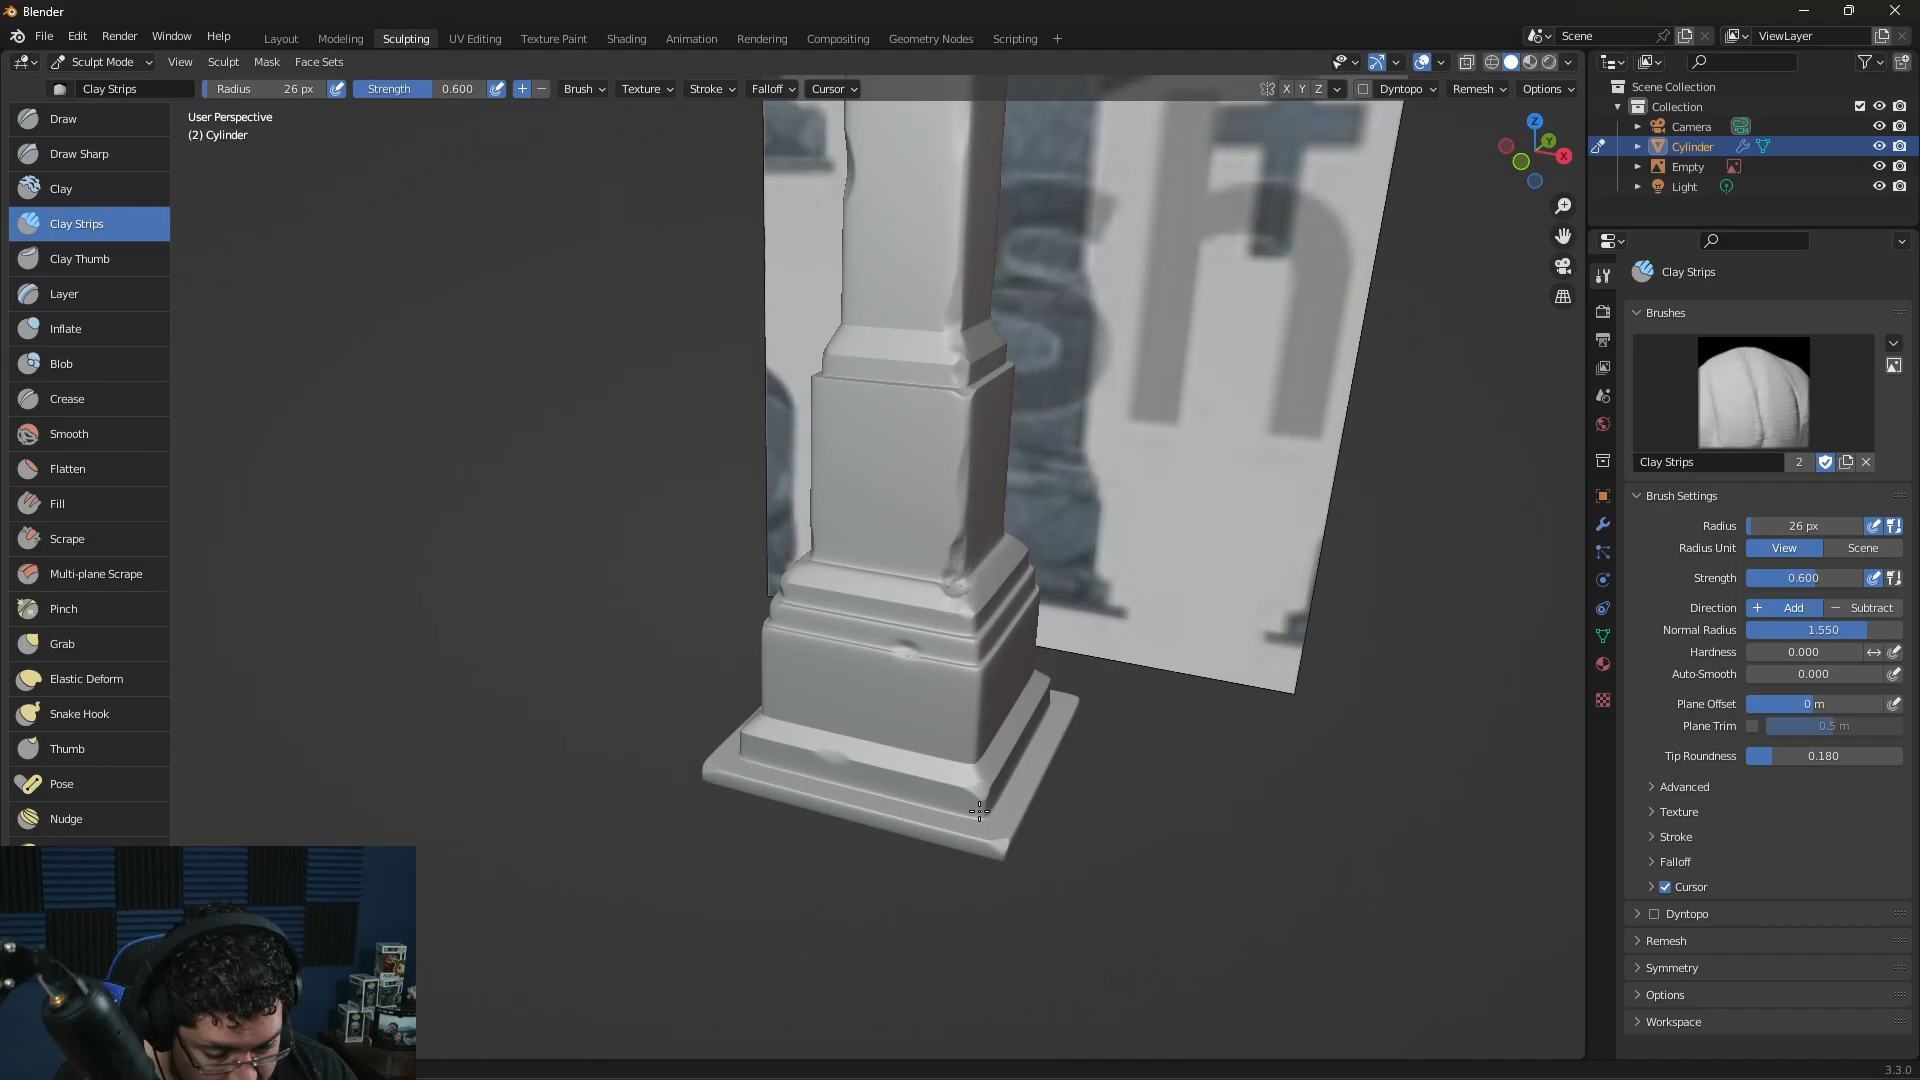 Blender
File Edit Render Window Help
Layout Modeling Sculpting UV Editing Texture Paint Shading Animation Rendering Compositing Geometry Nodes Scripting +
Scene
ViewLayer
Sculpt Mode View Sculpt Mask Face Sets
Clay Strips Radius 26 px Strength 0.600 Brush Texture Stroke Falloff Cursor X Y Z Dyntopo Remesh Options
User Perspective
(2) Cylinder
Draw
Draw Sharp
Clay
Clay Strips
Clay Thumb
Layer
Inflate
Blob
Crease
Smooth
Flatten
Fill
Scrape
Multi-plane Scrape
Pinch
Grab
Elastic Deform
Snake Hook
Thumb
Pose
Nudge
Z
Y
X
Scene Collection
Collection
Camera
Cylinder
Empty
Light
Clay Strips
Brushes
Clay Strips 2
Brush Settings
Radius 26 px
Radius Unit View Scene
Strength 0.600
Direction + Add − Subtract
Normal Radius 1.550
Hardness 0.000
Auto-Smooth 0.000
Plane Offset 0 m
Plane Trim 0.5 m
Tip Roundness 0.180
Advanced
Texture
Stroke
Falloff
Cursor
Dyntopo
Remesh
Symmetry
Options
Workspace
3.3.0